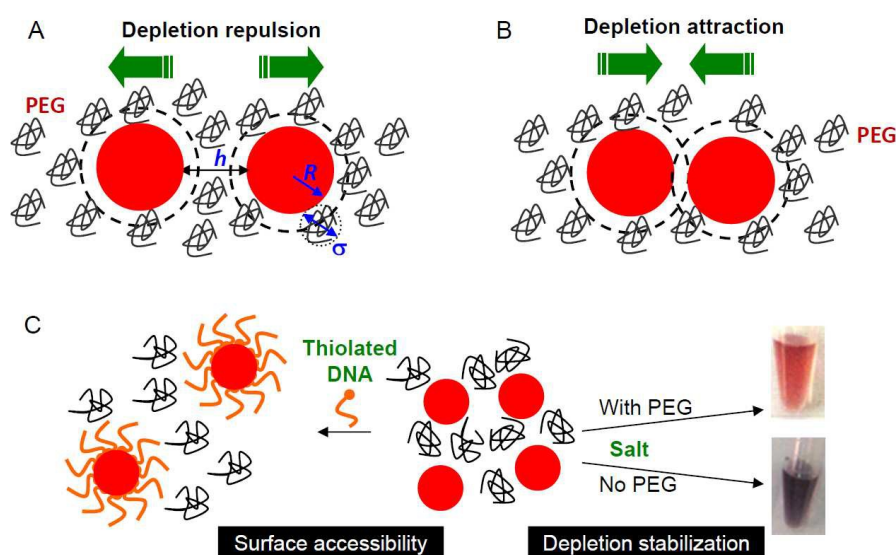 A
Depletion repulsion
PEG
h
R
σ
B
Depletion attraction
PEG
C
Thiolated
DNA
With PEG
Salt
No PEG
Surface accessibility
Depletion stabilization